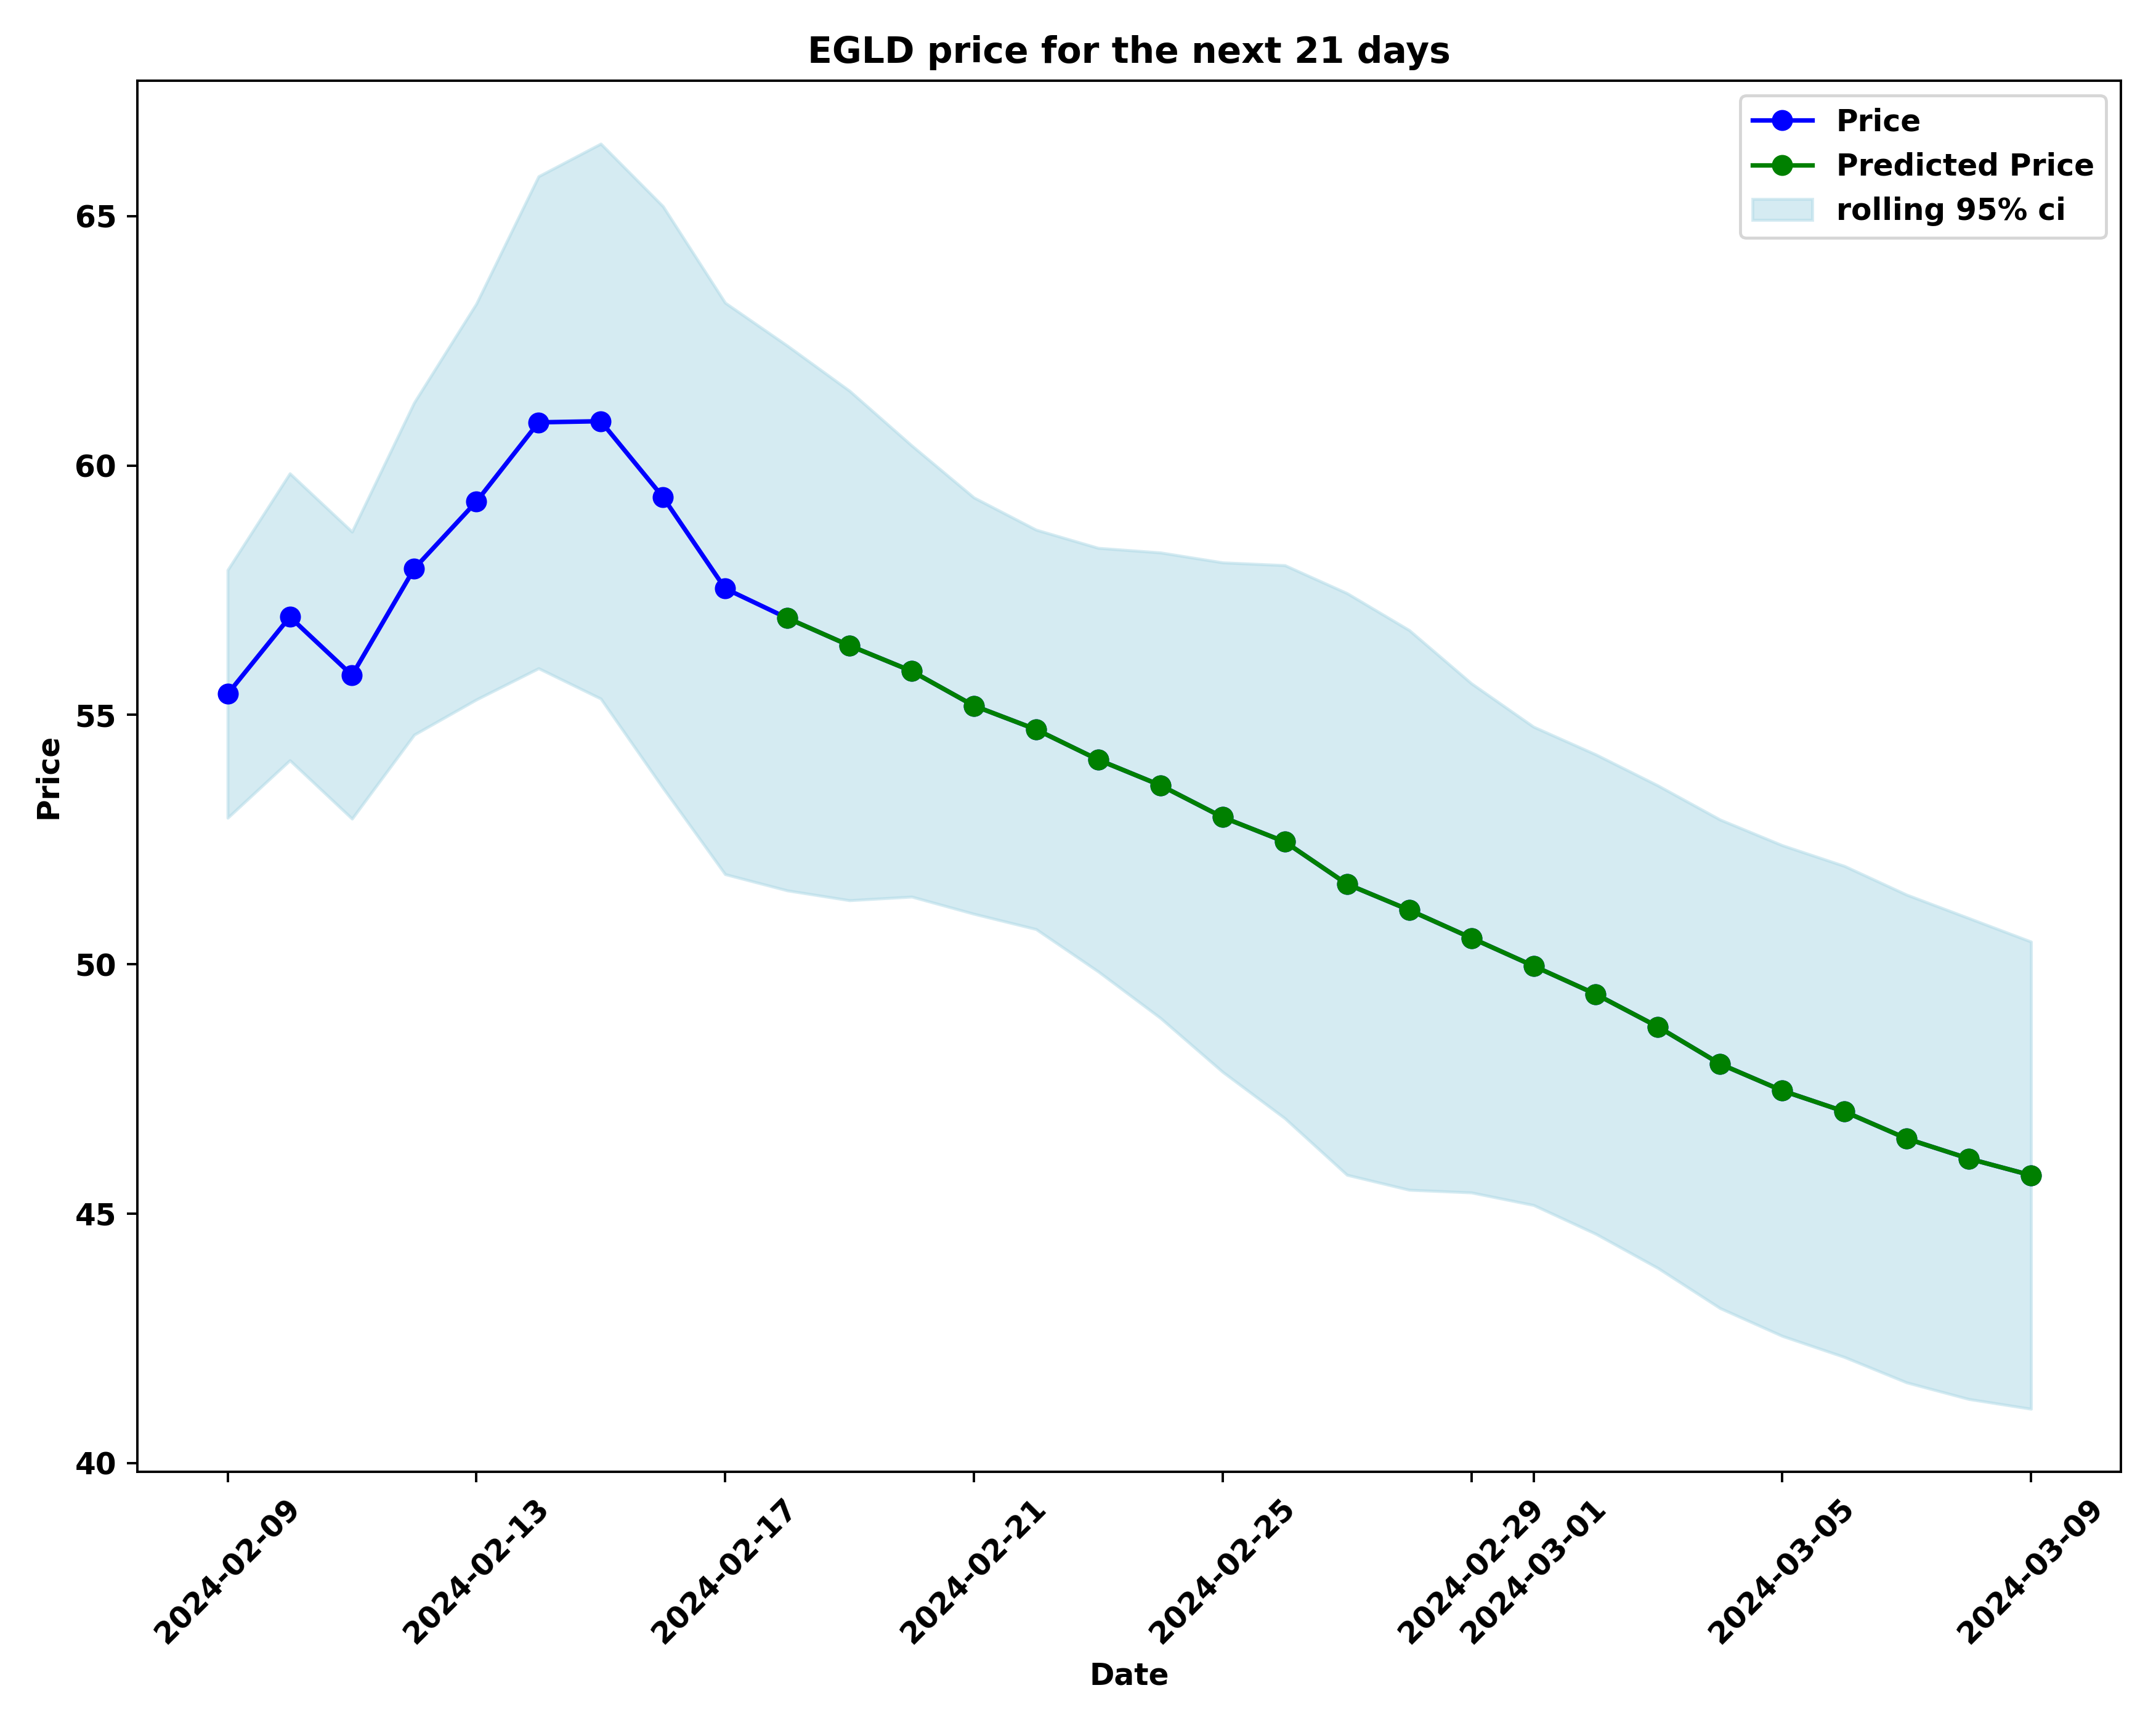 EGLD price for the next 21 days
Price
Predicted Price
rolling 95% ci
65
60
55
50
45
40
Price
2024-02-09
2024-02-13
2024-02-17
2024-02-21
2024-02-25
2024-02-29
2024-03-01
2024-03-05
2024-03-09
Date